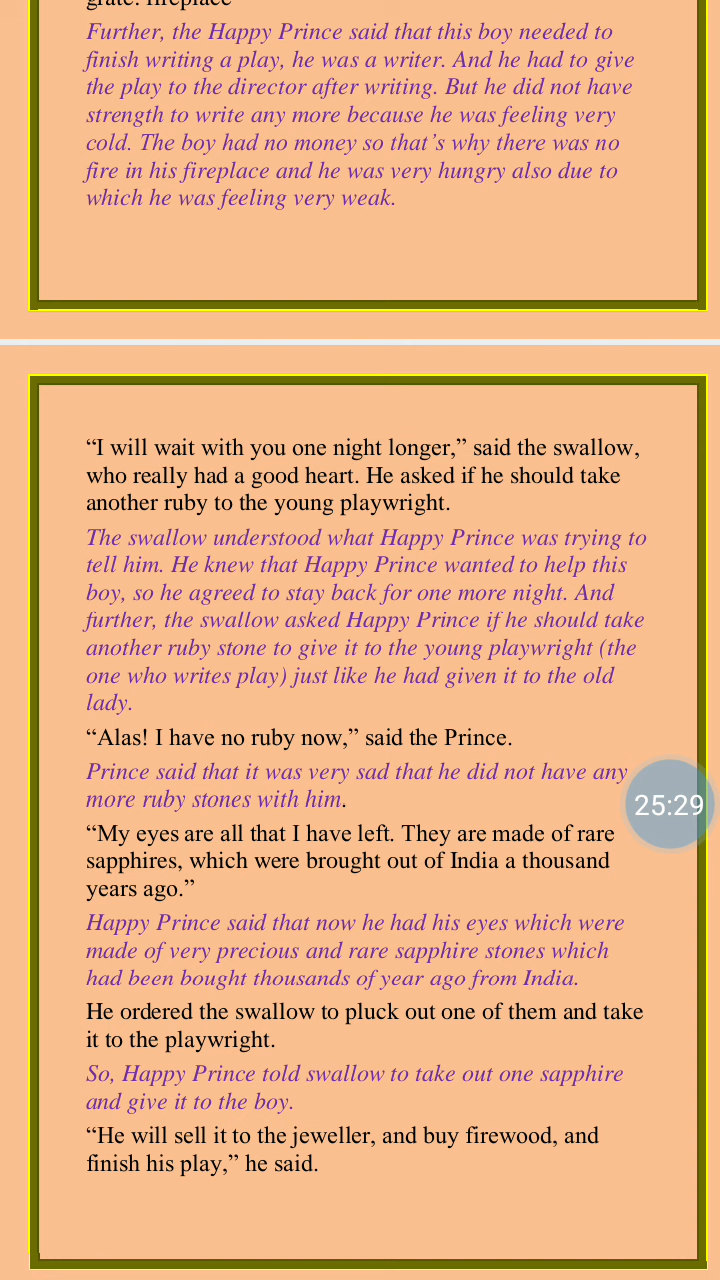 grate: fireplace
Further, the Happy Prince said that this boy needed to
finish writing a play, he was a writer. And he had to give
the play to the director after writing. But he did not have
strength to write any more because he was feeling very
cold. The boy had no money so that’s why there was no
fire in his fireplace and he was very hungry also due to
which he was feeling very weak.
“I will wait with you one night longer,” said the swallow,
who really had a good heart. He asked if he should take
another ruby to the young playwright.
The swallow understood what Happy Prince was trying to
tell him. He knew that Happy Prince wanted to help this
boy, so he agreed to stay back for one more night. And
further, the swallow asked Happy Prince if he should take
another ruby stone to give it to the young playwright (the
one who writes play) just like he had given it to the old
lady.
“Alas! I have no ruby now,” said the Prince.
Prince said that it was very sad that he did not have any
more ruby stones with him.
25:29
“My eyes are all that I have left. They are made of rare
sapphires, which were brought out of India a thousand
years ago.”
Happy Prince said that now he had his eyes which were
made of very precious and rare sapphire stones which
had been bought thousands of year ago from India.
He ordered the swallow to pluck out one of them and take
it to the playwright.
So, Happy Prince told swallow to take out one sapphire
and give it to the boy.
“He will sell it to the jeweller, and buy firewood, and
finish his play,” he said.